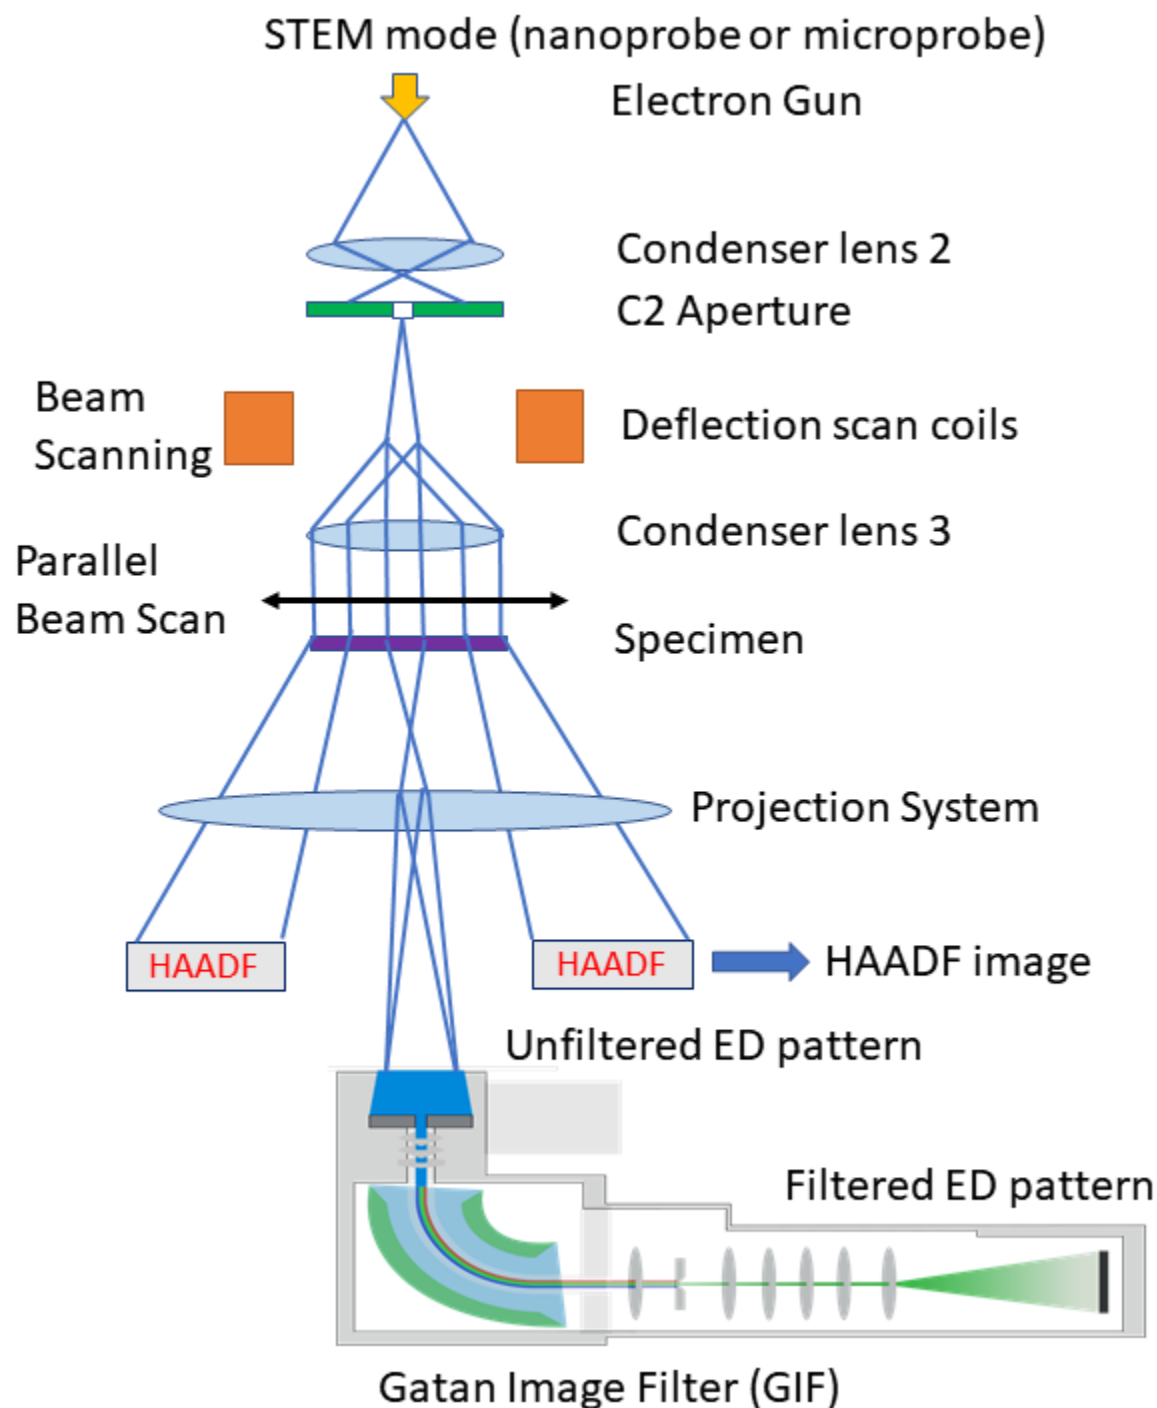 STEM mode (nanoprobe or microprobe)
Electron Gun
Condenser lens 2
C2 Aperture
Beam
Scanning
Deflection scan coils
Condenser lens 3
Parallel
Beam Scan
Specimen
Projection System
HAADF
HAADF
HAADF image
Unfiltered ED pattern
Filtered ED pattern
Gatan Image Filter (GIF)